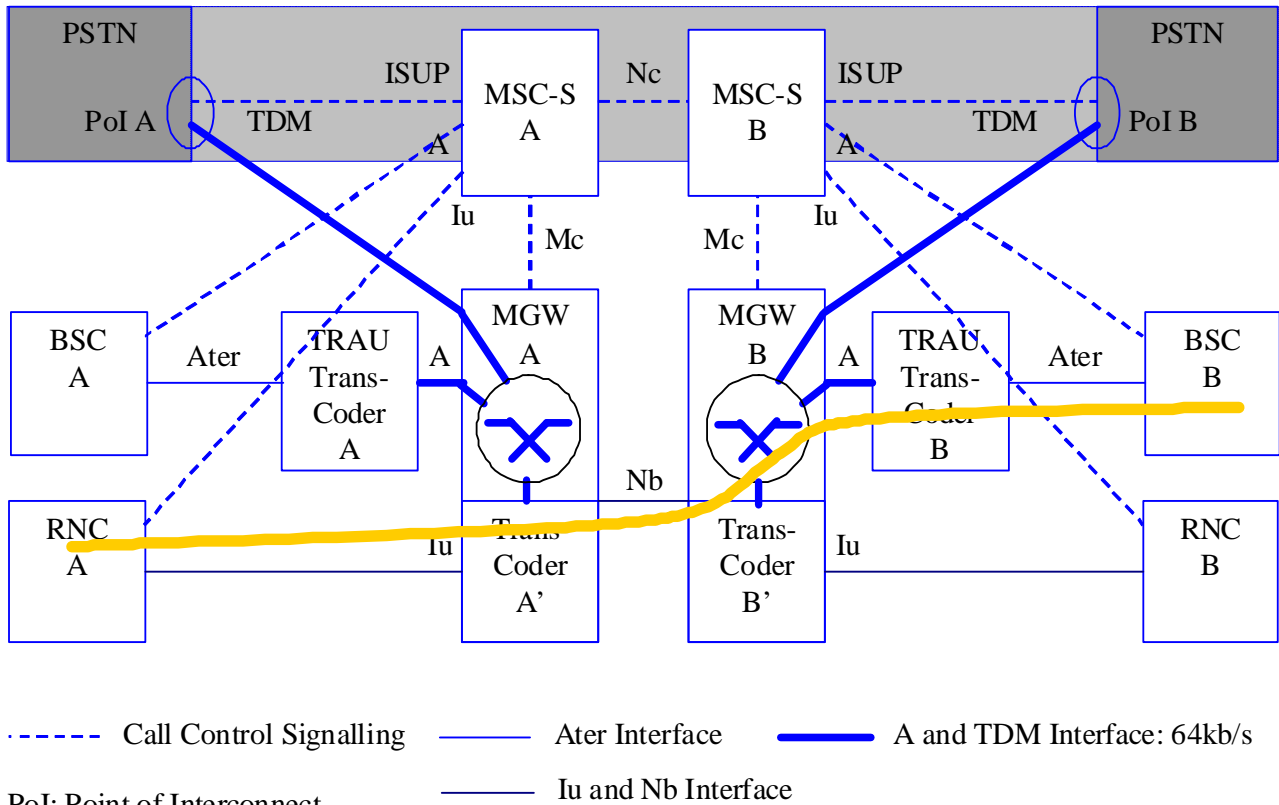 PSTN
PSTN
ISUP
Nc
ISUP
MSC-S
A
MSC-S
B
PoI A
TDM
TDM
PoI B
A
A
Iu
Iu
Mc
Mc
BSC
A
Ater
TRAU
Trans-
Coder
A
A
MGW
A
MGW
B
A
TRAU
Trans-
Coder
B
Ater
BSC
B
Nb
RNC
A
Iu
Trans-
Coder
A’
Trans-
Coder
B’
Iu
RNC
B
Call Control Signalling
Ater Interface
A and TDM Interface: 64kb/s
PoI: Point of Interconnect
Iu and Nb Interface